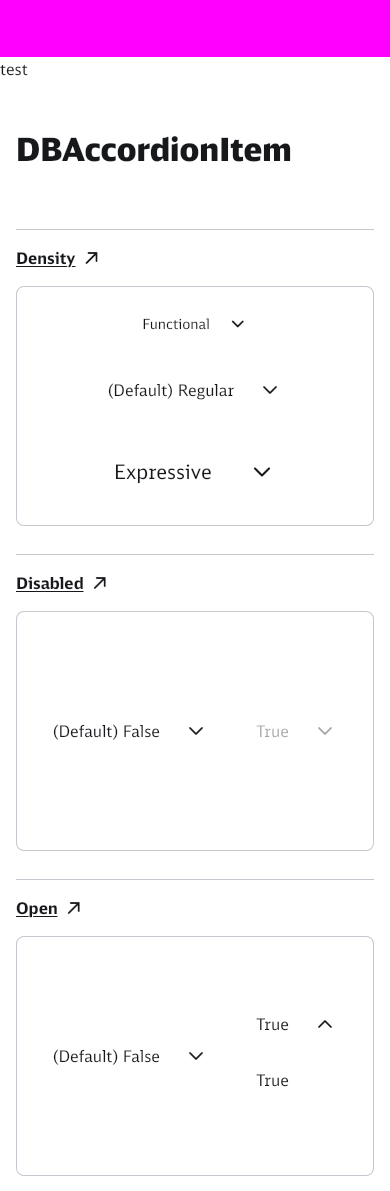 test
DBAccordionItem
Density
Functional
(Default) Regular
Expressive
Disabled
(Default) False
True
Open
(Default) False
True
True